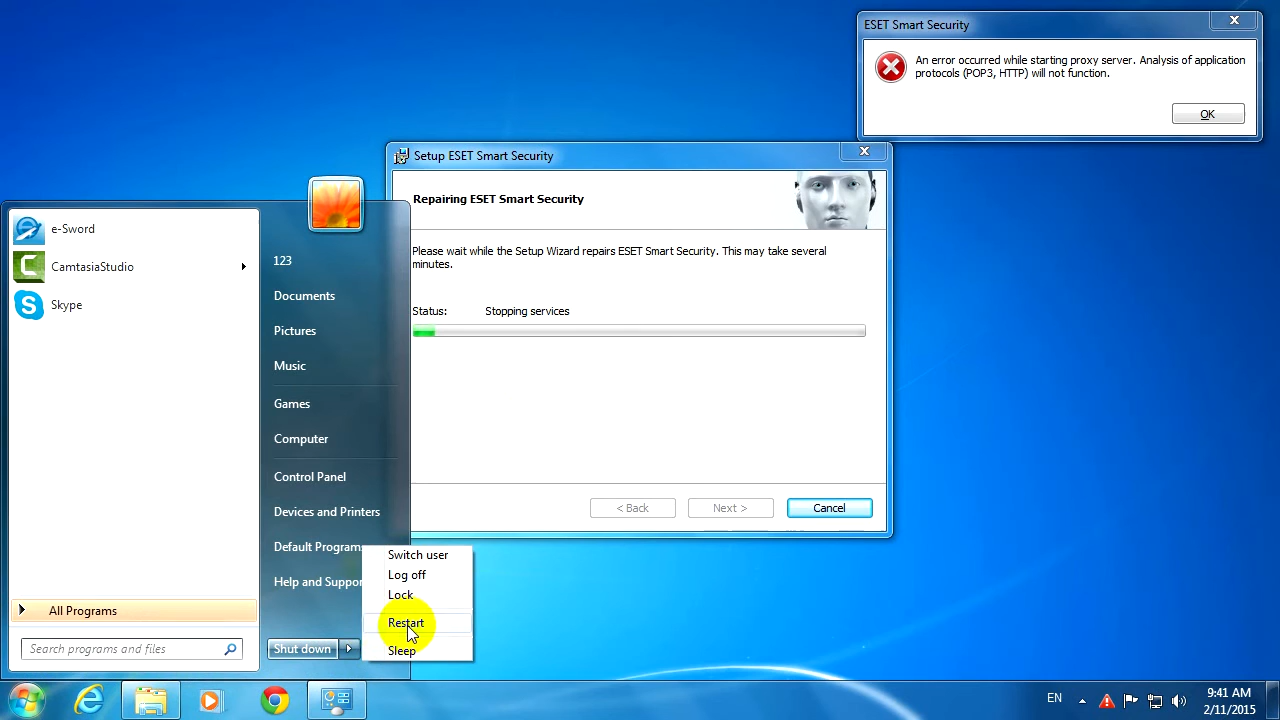 ESET Smart Security
An error occurred while starting proxy server. Analysis of application
protocols (POP3, HTTP) will not function.
OK
Setup ESET Smart Security
Repairing ESET Smart Security
Please wait while the Setup Wizard repairs ESET Smart Security. This may take several
minutes.
Status: Stopping services
< Back
Next >
Cancel
e-Sword
CamtasiaStudio
Skype
All Programs
Search programs and files
123
Documents
Pictures
Music
Games
Computer
Control Panel
Devices and Printers
Default Programs
Help and Suppor
Shut down
Switch user
Log off
Lock
Restart
Sleep
EN
9:41 AM
2/11/2015